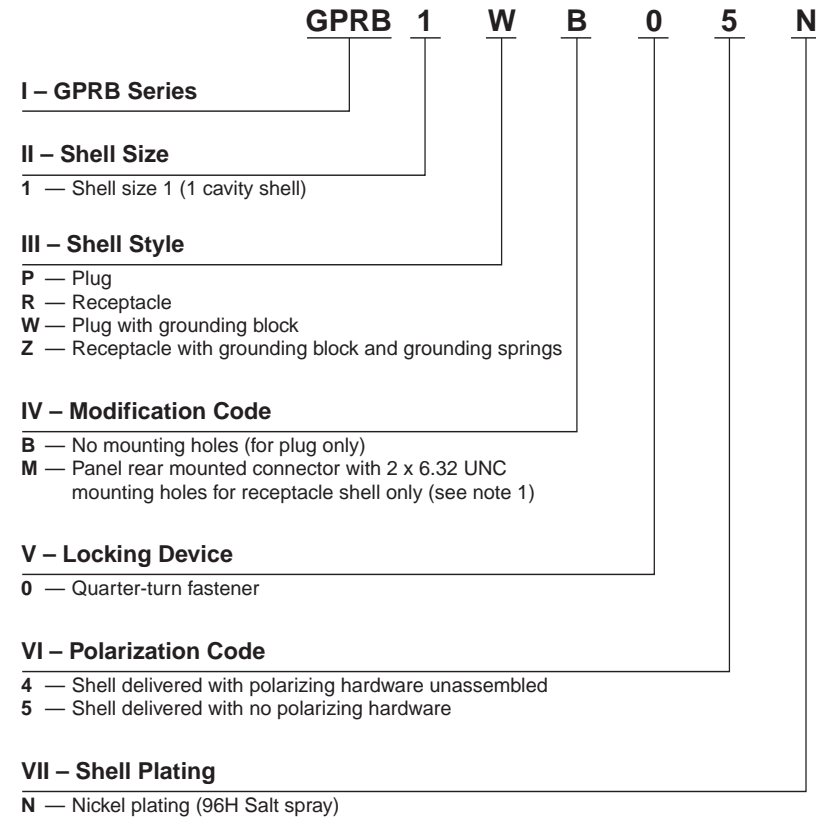 GPRB 1 W B 0 5 N
I – GPRB Series
II – Shell Size
1 — Shell size 1 (1 cavity shell)
III – Shell Style
P — Plug
R — Receptacle
W — Plug with grounding block
Z — Receptacle with grounding block and grounding springs
IV – Modification Code
B — No mounting holes (for plug only)
M — Panel rear mounted connector with 2 x 6.32 UNC
mounting holes for receptacle shell only (see note 1)
V – Locking Device
0 — Quarter-turn fastener
VI – Polarization Code
4 — Shell delivered with polarizing hardware unassembled
5 — Shell delivered with no polarizing hardware
VII – Shell Plating
N — Nickel plating (96H Salt spray)